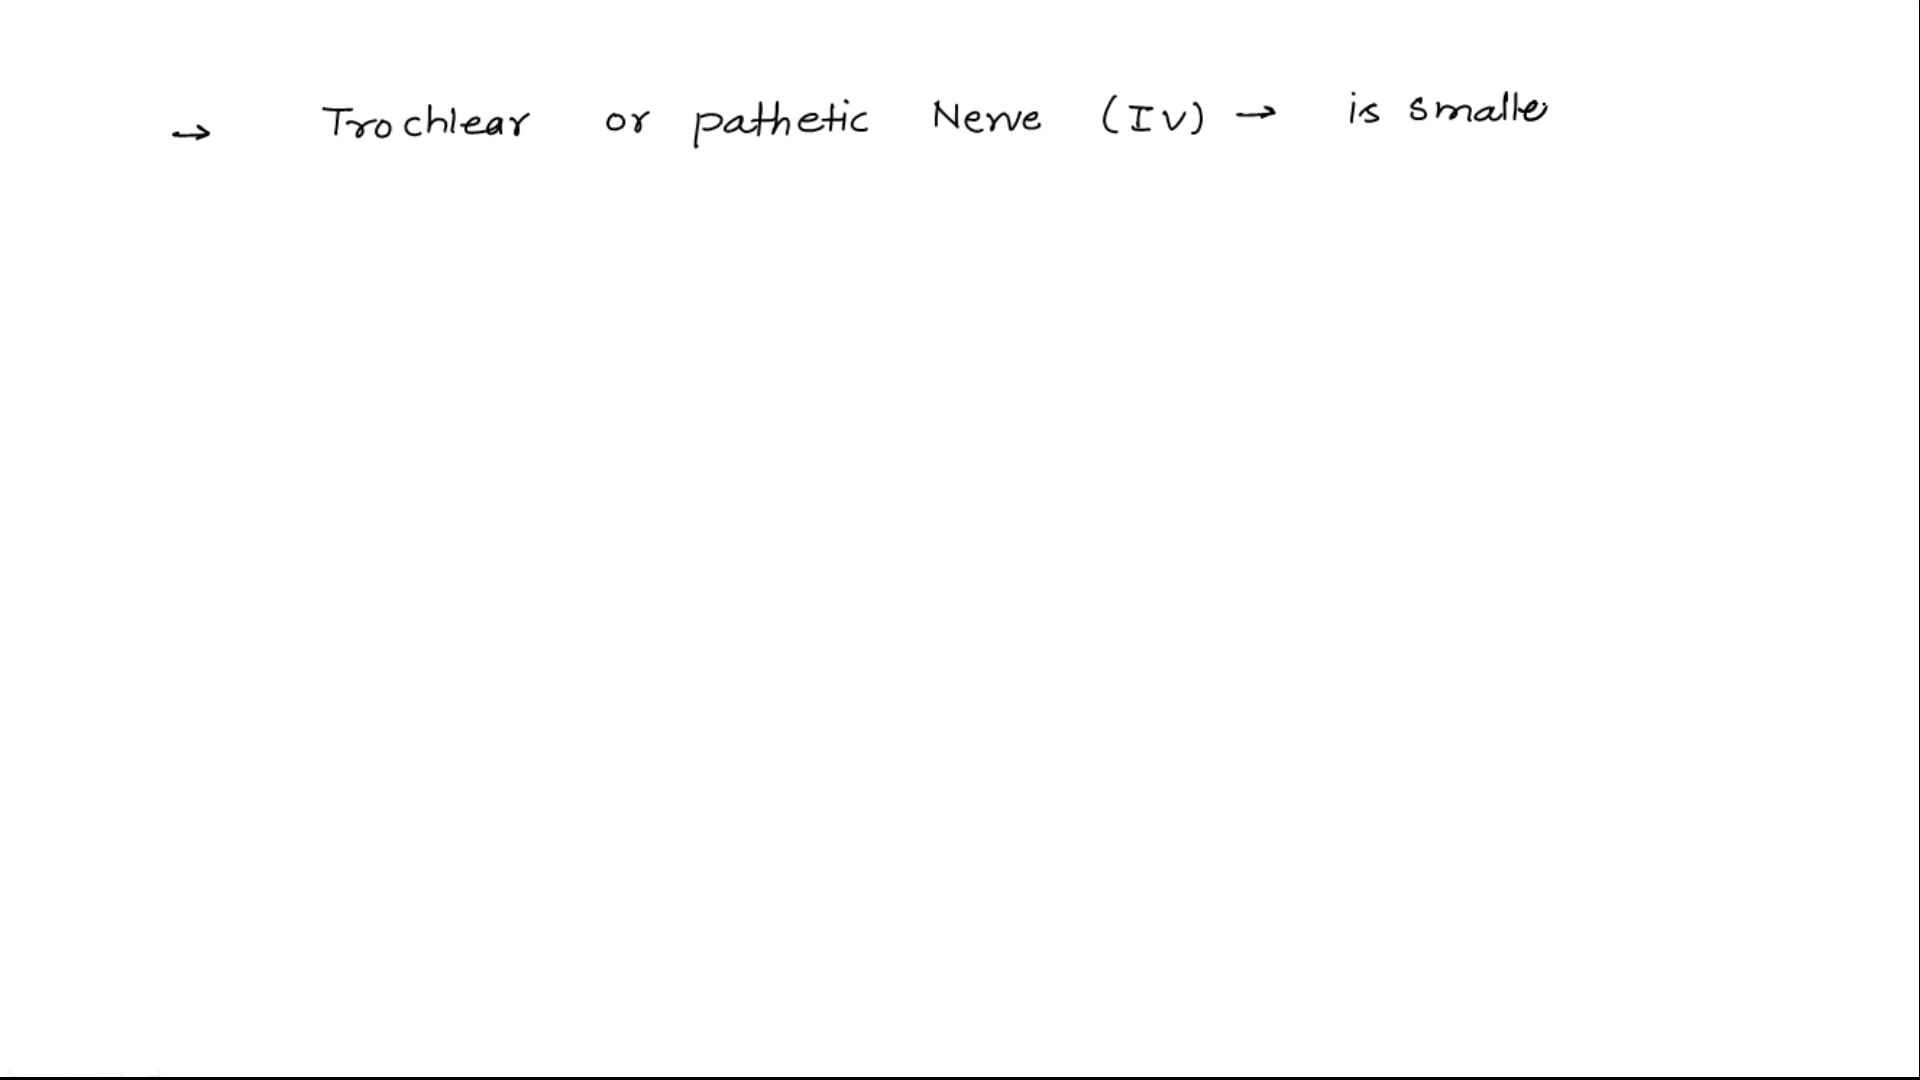 → Trochlear or pathetic Nerve (IV) → is smalle